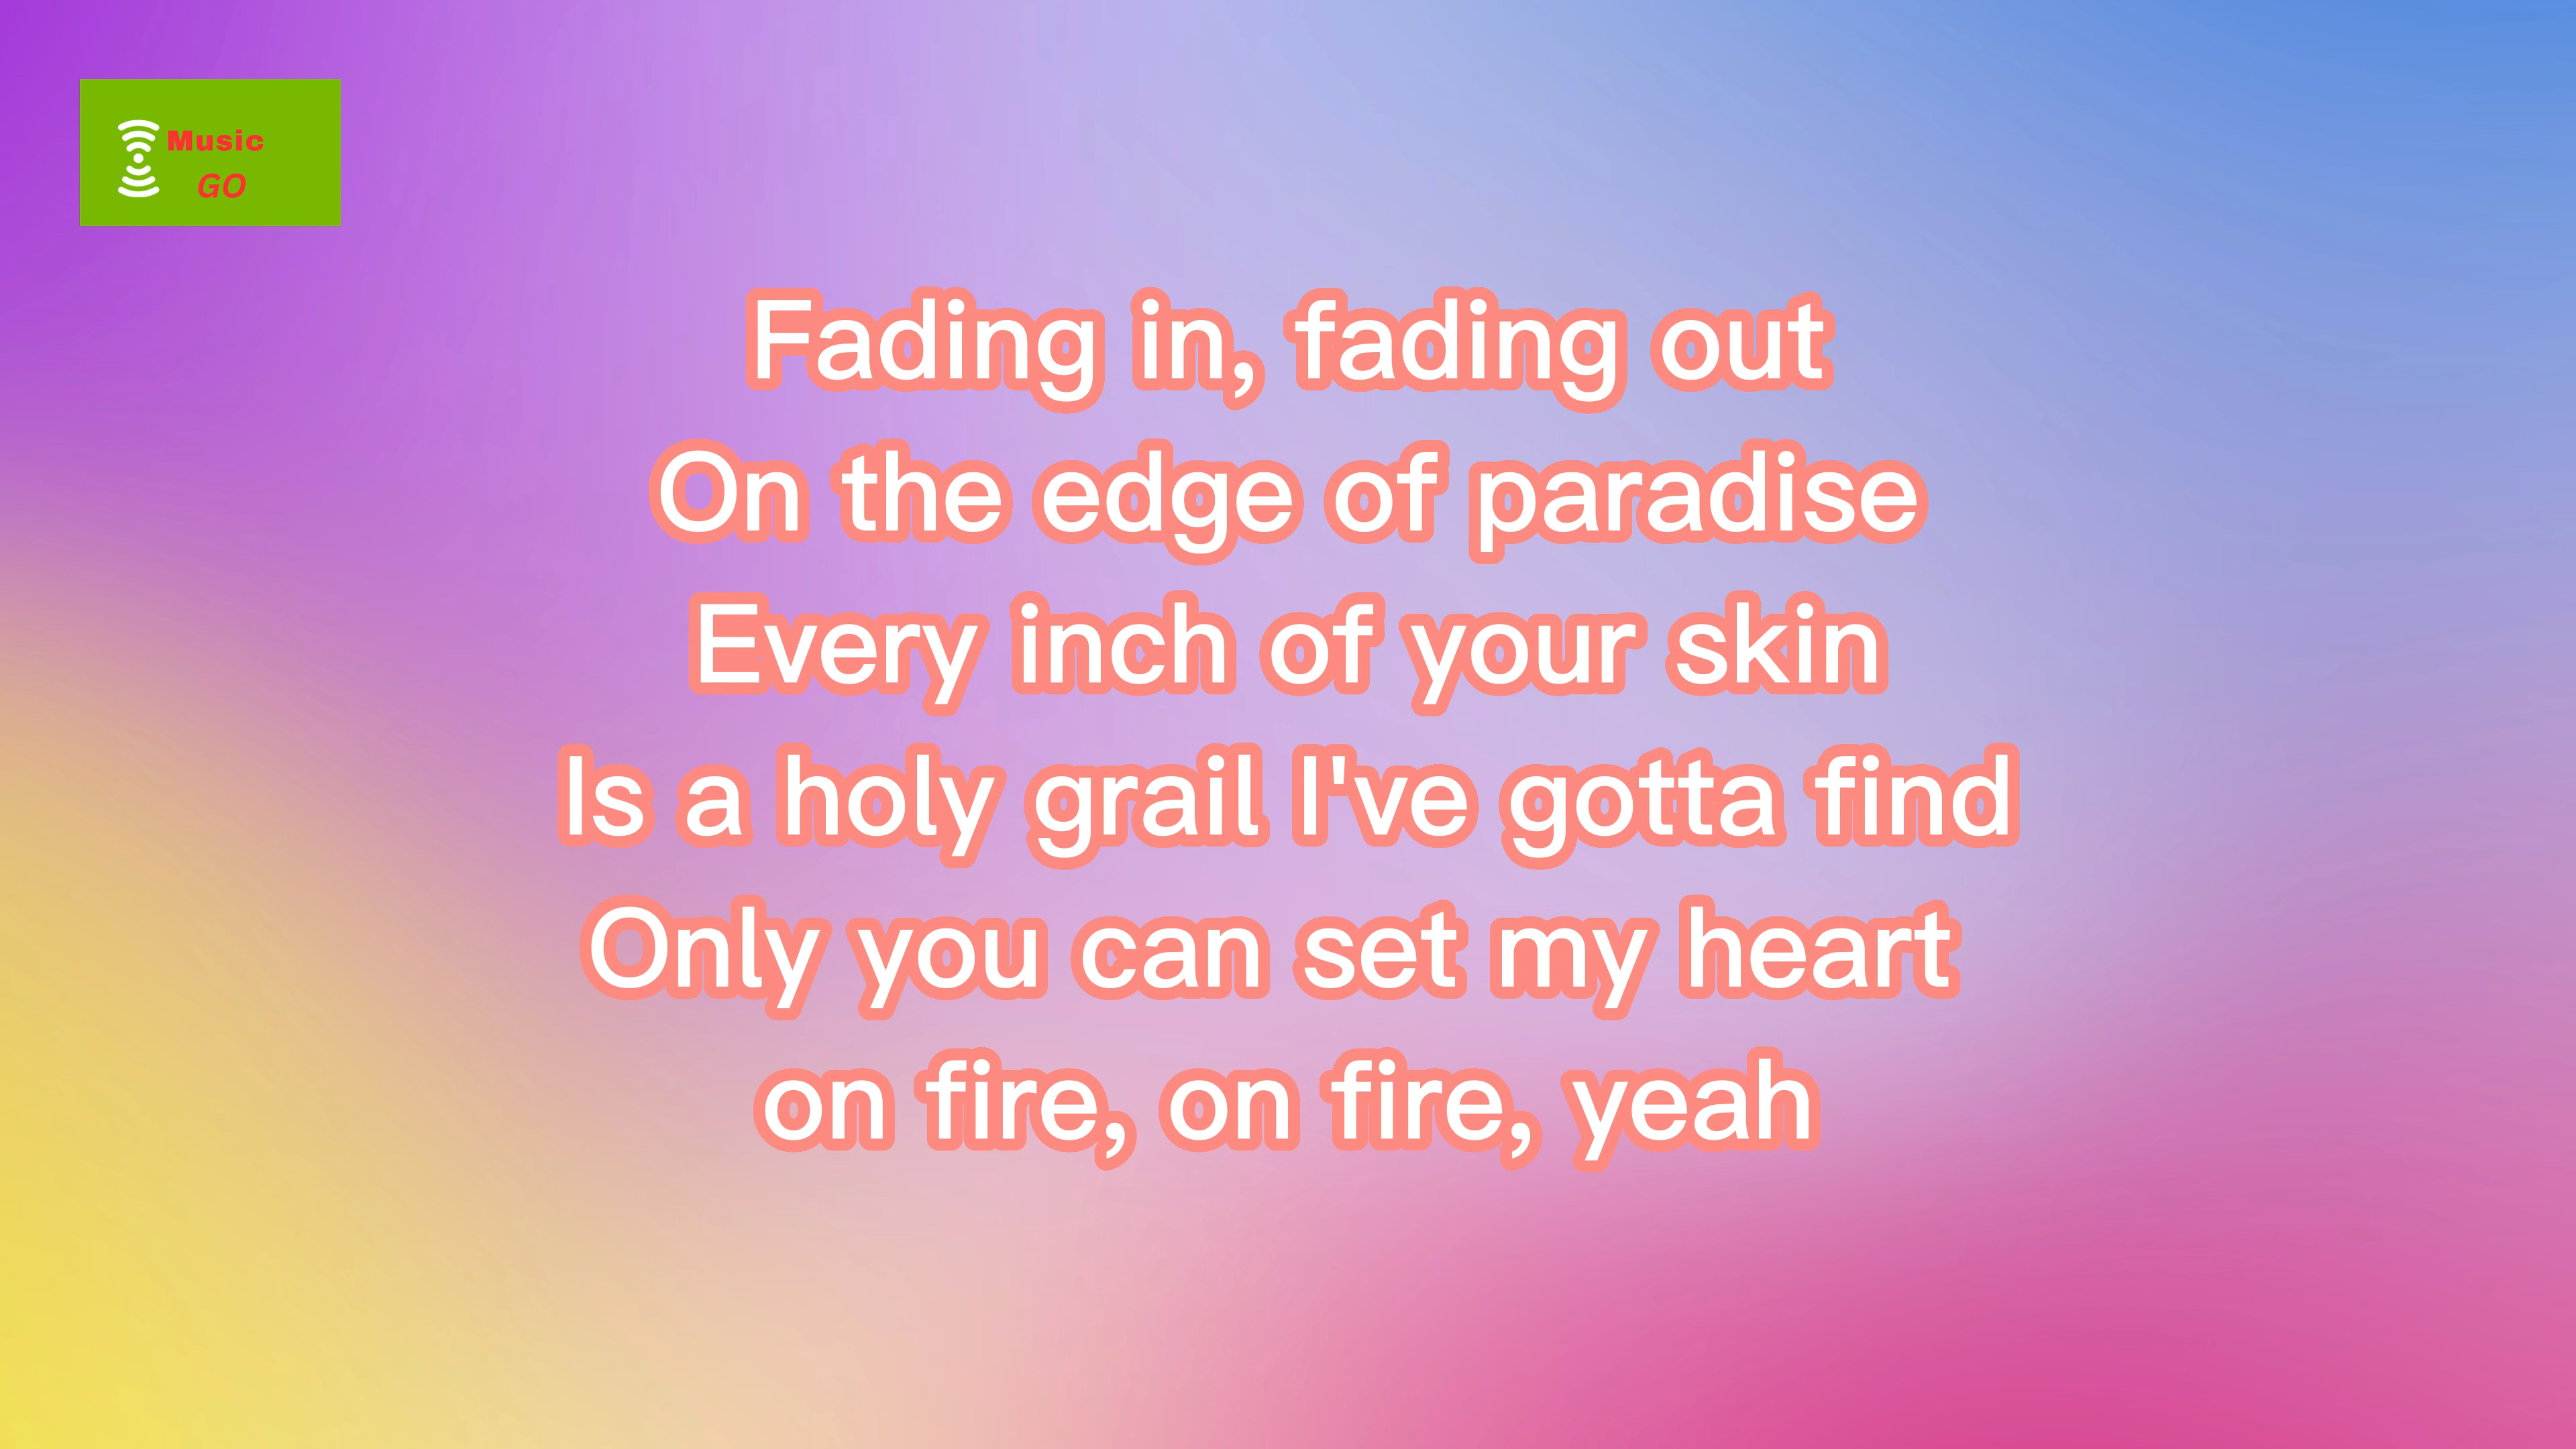 Music
GO
Fading in, fading out
On the edge of paradise
Every inch of your skin
Is a holy grail I've gotta find
Only you can set my heart
on fire, on fire, yeah